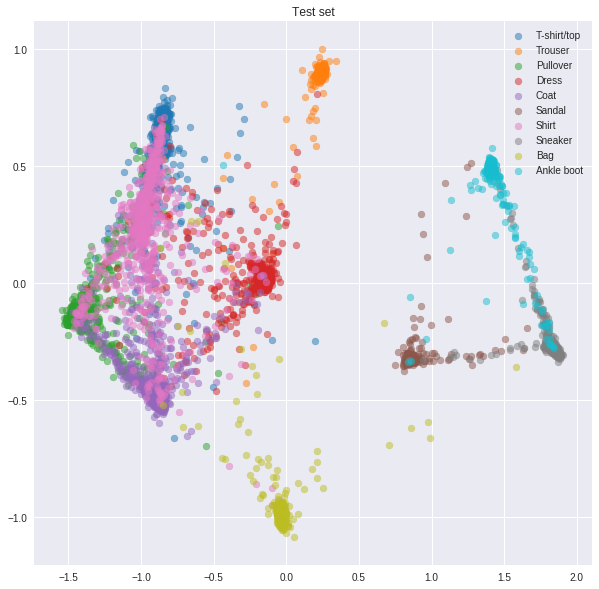 Test set
T-shirt/top
Trouser
Pullover
Dress
Coat
Sandal
Shirt
Sneaker
Bag
Ankle boot
1.0
0.5
0.0
−0.5
−1.0
−1.5 −1.0 −0.5 0.0 0.5 1.0 1.5 2.0